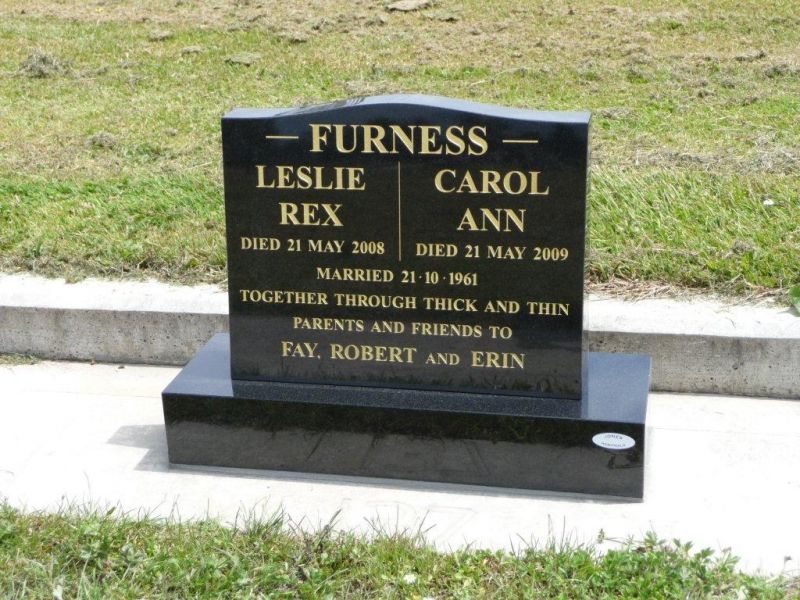 — FURNESS —
LESLIE
REX
DIED 21 MAY 2008
CAROL
ANN
DIED 21 MAY 2009
MARRIED 21·10·1961
TOGETHER THROUGH THICK AND THIN
PARENTS AND FRIENDS TO
FAY, ROBERT AND ERIN
JONES